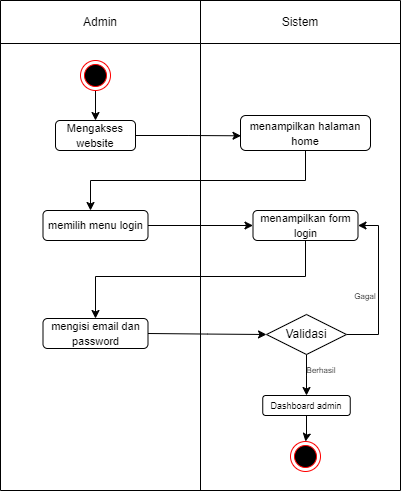 Admin
Sistem
Mengakses
website
menampilkan halaman
home
memilih menu login
menampilkan form
login
Gagal
mengisi email dan
password
Validasi
Berhasil
Dashboard admin